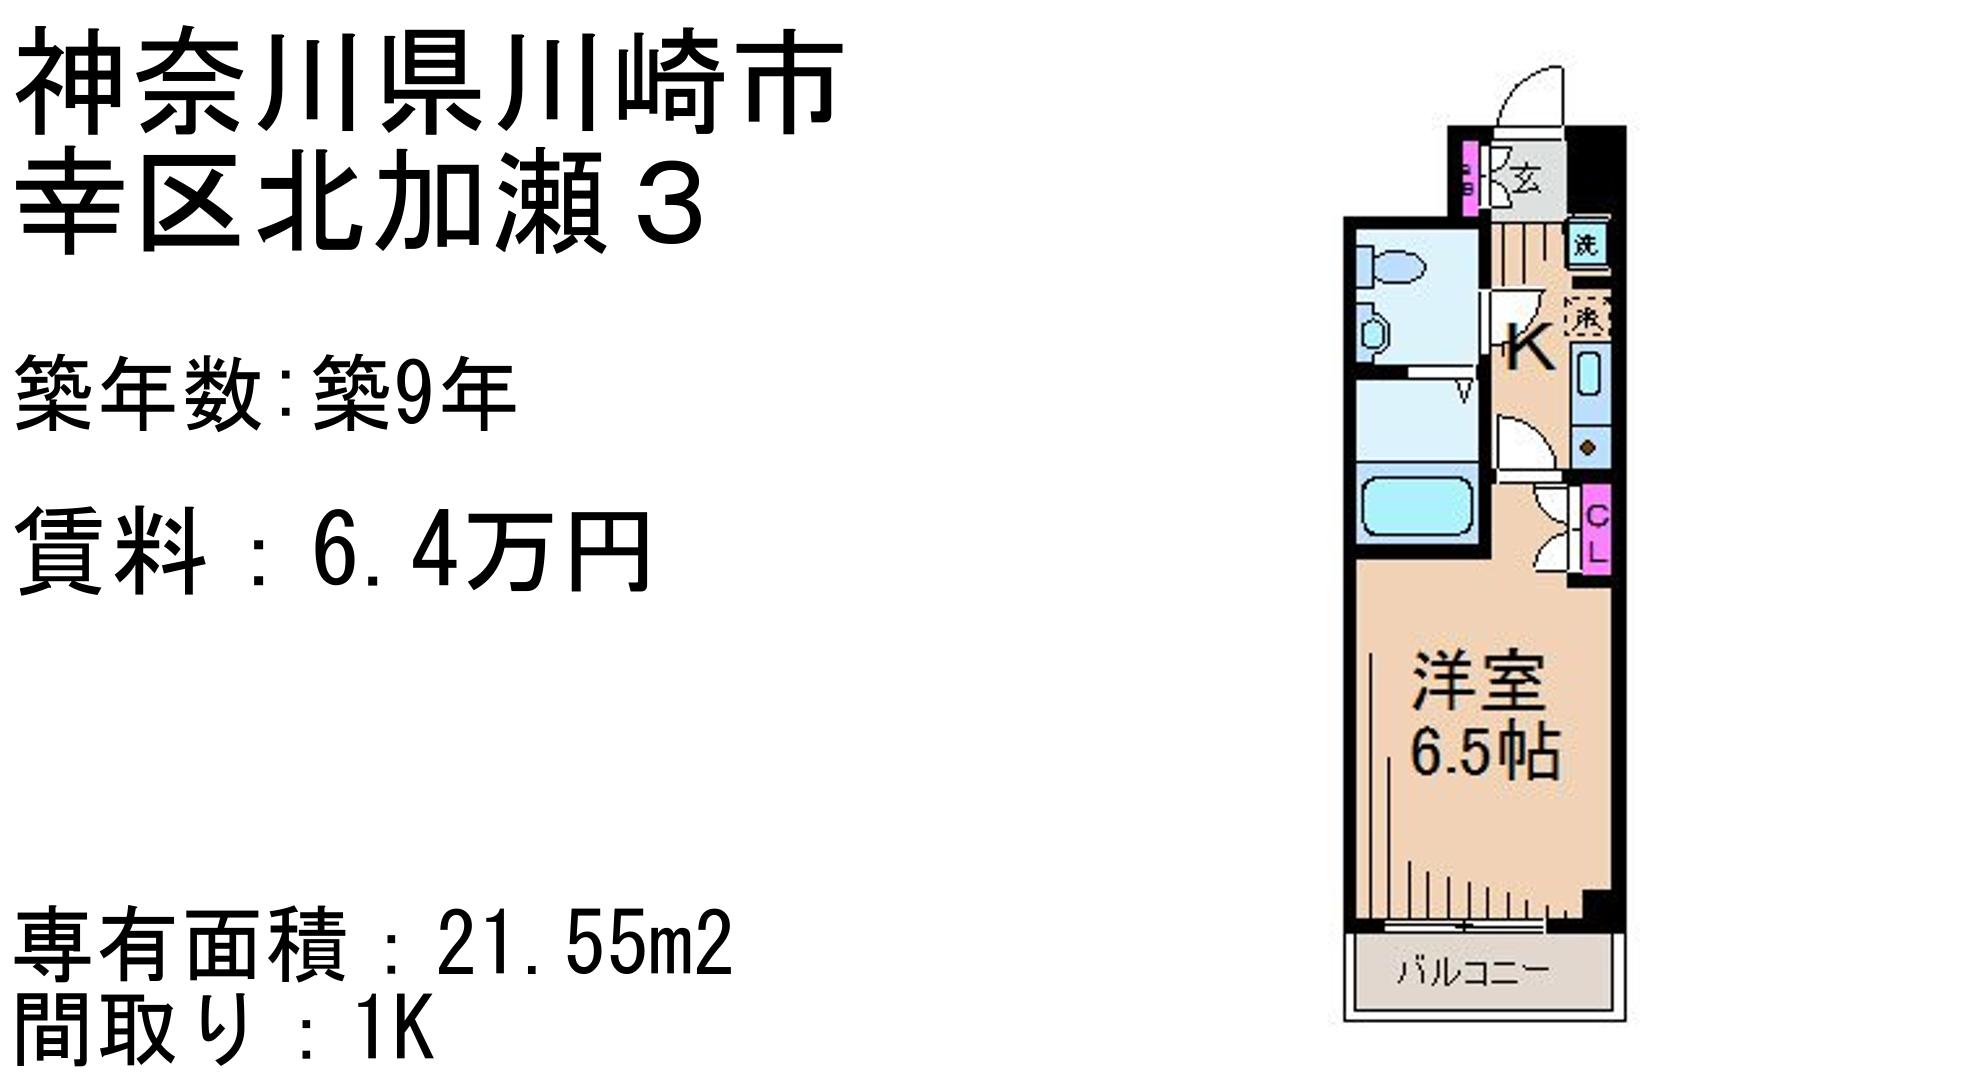 神奈川県川崎市
幸区北加瀬３
築年数:築9年
賃料：6.4万円
専有面積：21.55m2
間取り：1K
玄
洗
K
C
L
洋室
6.5帖
バルコニー